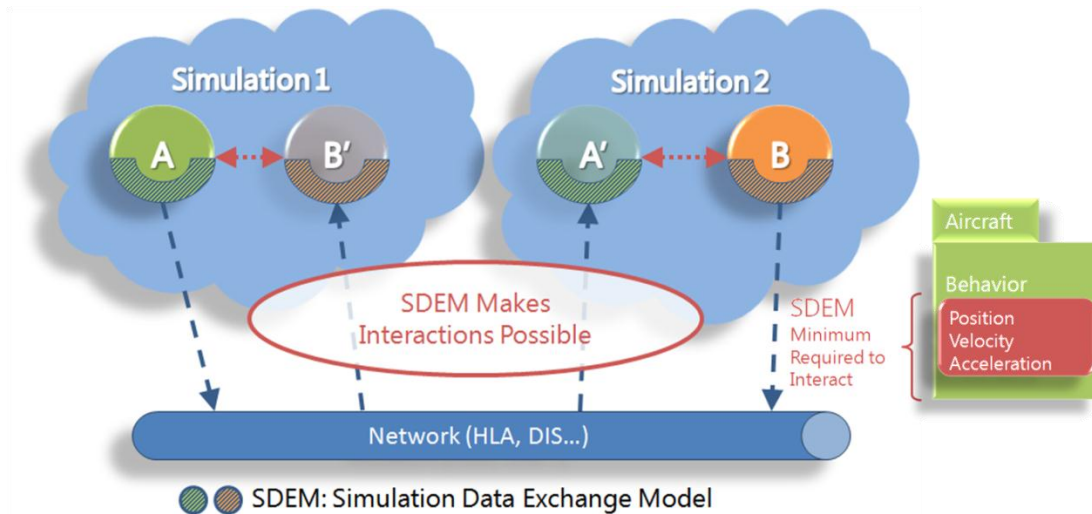 Simulation 1
Simulation 2
A
B'
A'
B
Aircraft
Behavior
Position
Velocity
Acceleration
SDEM
Minimum
Required to
Interact
SDEM Makes
Interactions Possible
Network (HLA, DIS...)
SDEM: Simulation Data Exchange Model